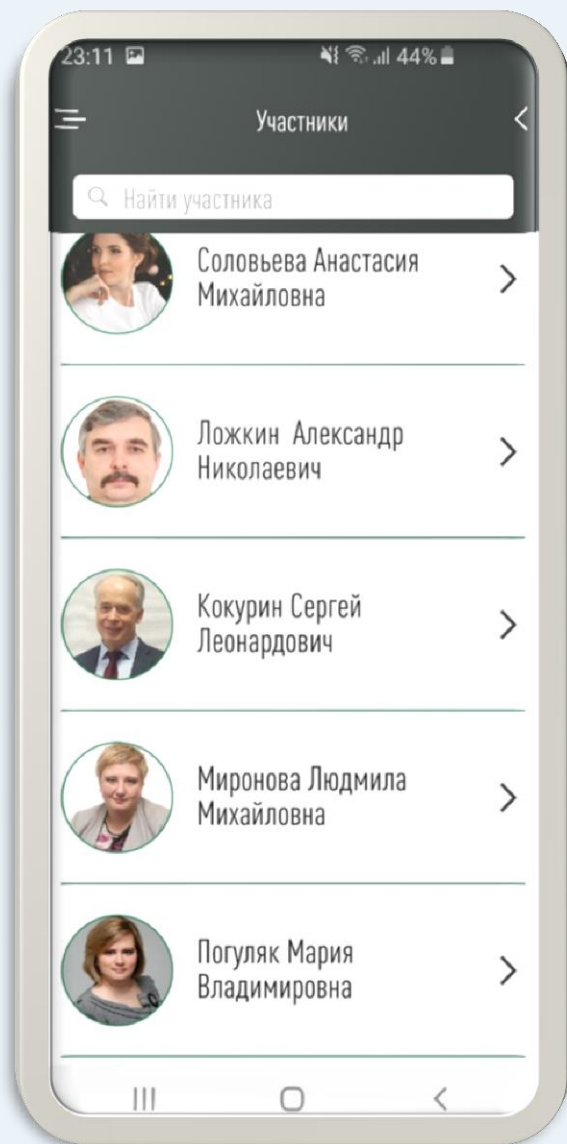 23:11 44%
Участники
Найти участника
Соловьева Анастасия
Михайловна
Ложкин Александр
Николаевич
Кокурин Сергей
Леонардович
Миронова Людмила
Михайловна
Погуляк Мария
Владимировна